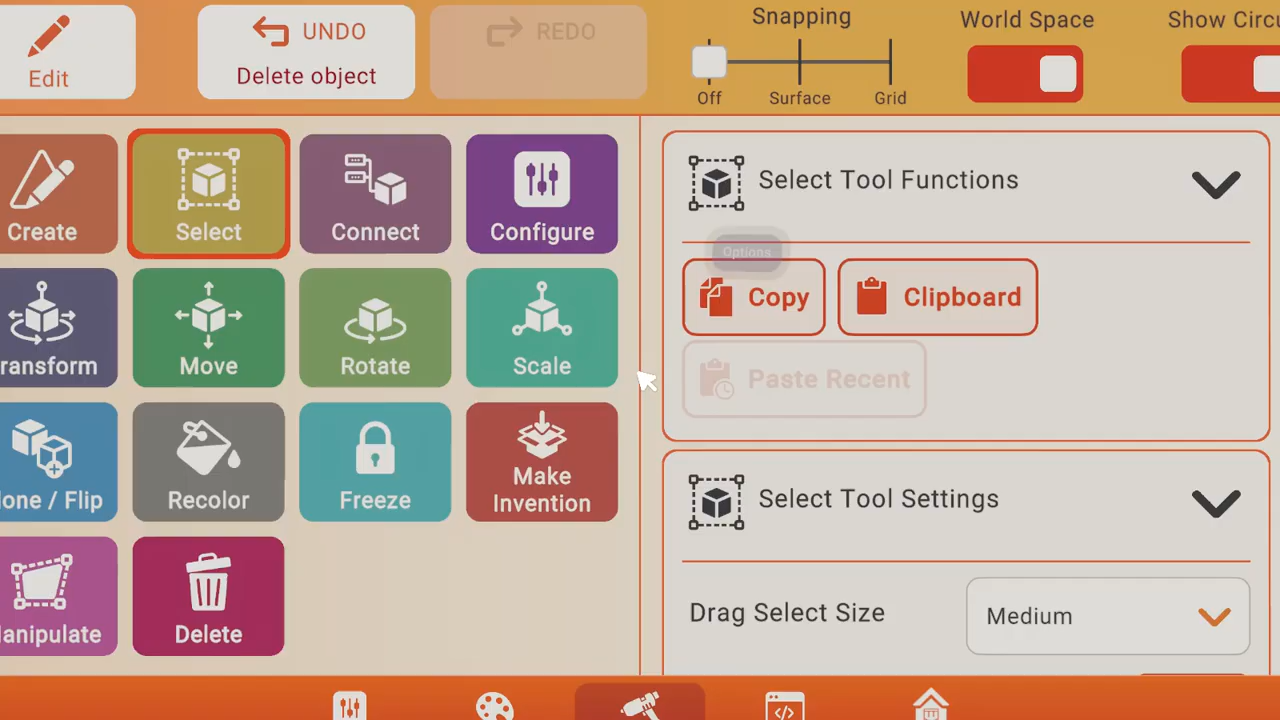 Edit
UNDO
Delete object
REDO
Snapping
Off
Surface
Grid
World Space
Show Circu
Create
Select
Connect
Configure
ransform
Move
Rotate
Scale
lone / Flip
Recolor
Freeze
Make
Invention
anipulate
Delete
Select Tool Functions
Options
Copy
Clipboard
Paste Recent
Select Tool Settings
Drag Select Size
Medium